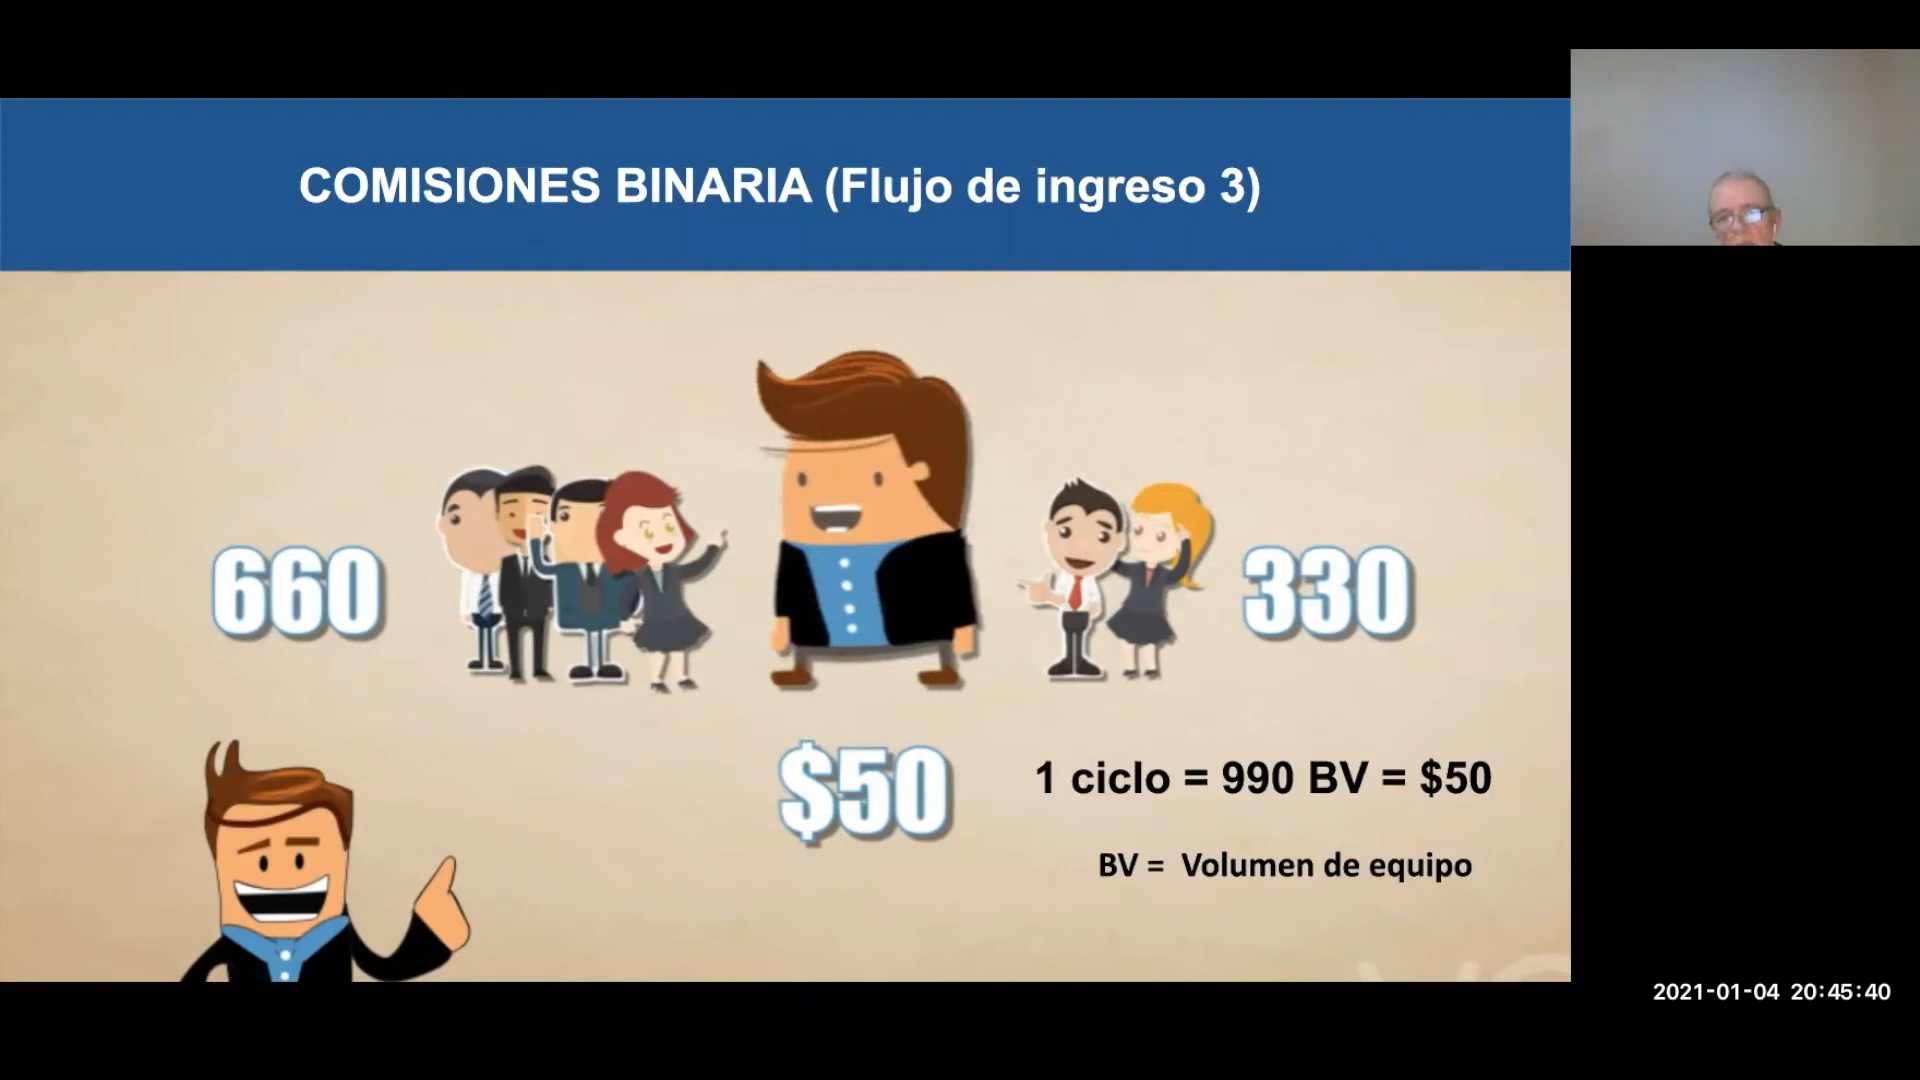 COMISIONES BINARIA (Flujo de ingreso 3)
660
330
$50
1 ciclo = 990 BV = $50
BV = Volumen de equipo
2021-01-04 20:45:40